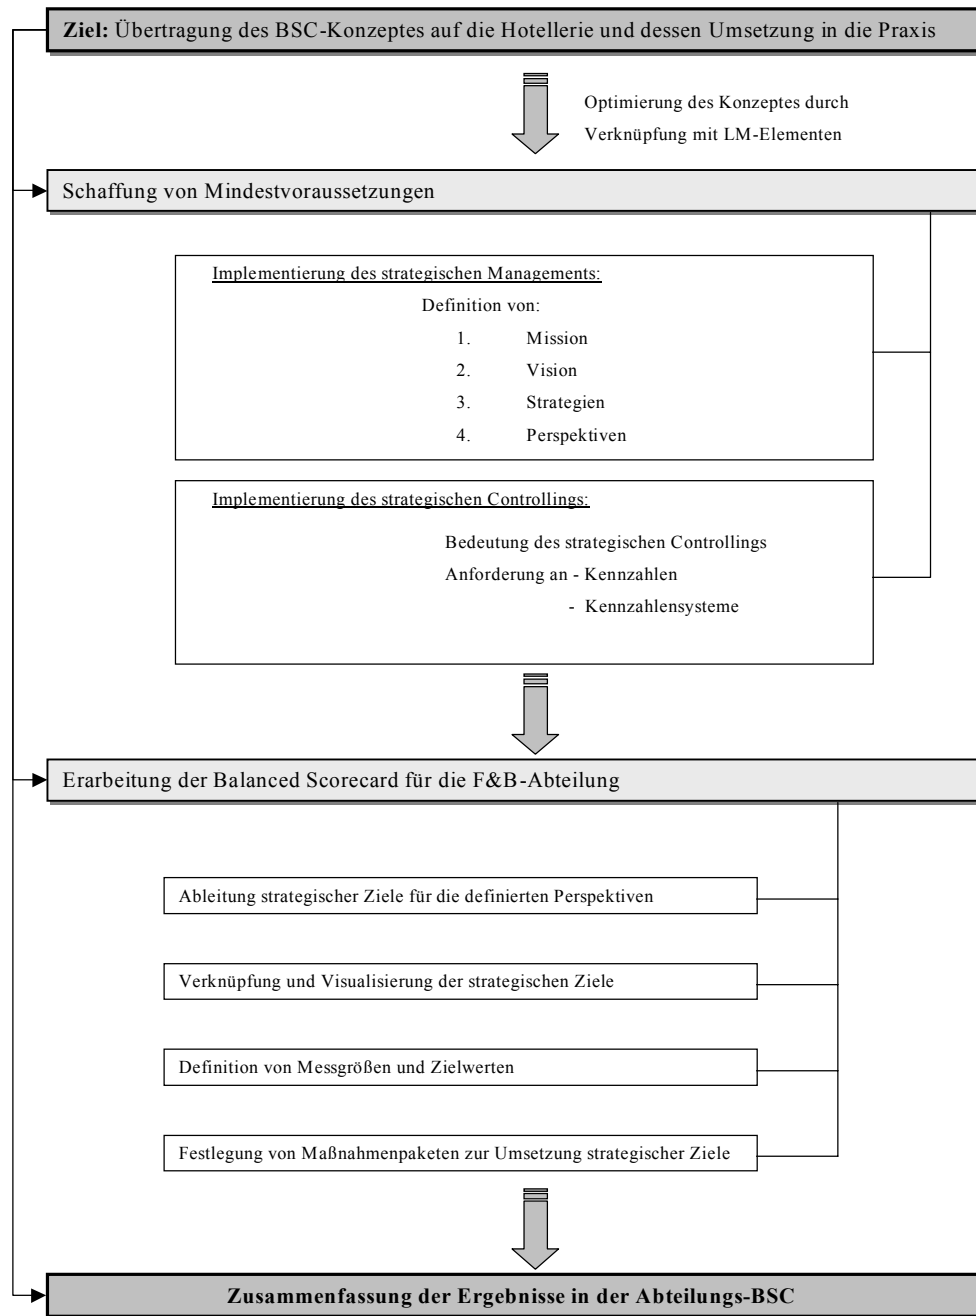 Ziel: Übertragung des BSC-Konzeptes auf die Hotellerie und dessen Umsetzung in die Praxis
Optimierung des Konzeptes durch
Verknüpfung mit LM-Elementen
Schaffung von Mindestvoraussetzungen
Implementierung des strategischen Managements:
Definition von:
1. Mission
2. Vision
3. Strategien
4. Perspektiven
Implementierung des strategischen Controllings:
Bedeutung des strategischen Controllings
Anforderung an - Kennzahlen
- Kennzahlensysteme
Erarbeitung der Balanced Scorecard für die F&B-Abteilung
Ableitung strategischer Ziele für die definierten Perspektiven
Verknüpfung und Visualisierung der strategischen Ziele
Definition von Messgrößen und Zielwerten
Festlegung von Maßnahmenpaketen zur Umsetzung strategischer Ziele
Zusammenfassung der Ergebnisse in der Abteilungs-BSC